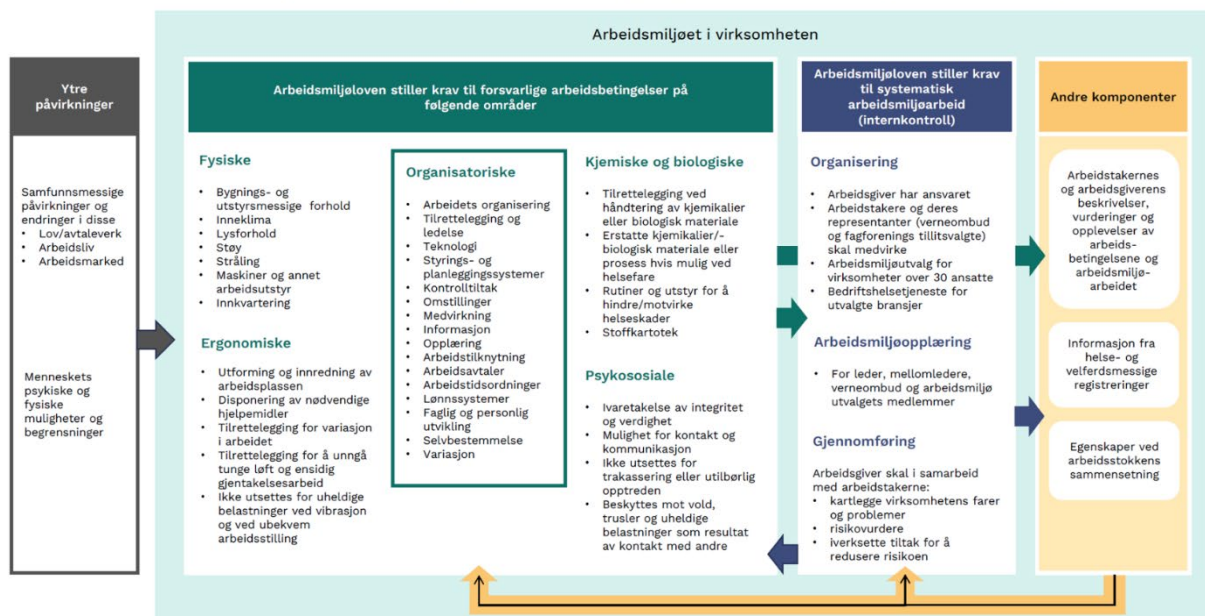 Arbeidsmiljøet i virksomheten
Ytre
påvirkninger
Samfunnsmessige
påvirkninger og
endringer i disse
• Lov/avtaleverk
• Arbeidsliv
• Arbeidsmarked
Menneskets
psykiske og
fysiske
muligheter og
begrensninger
Arbeidsmiljøloven stiller krav til forsvarlige arbeidsbetingelser på
følgende områder
Fysiske
• Bygnings- og
utstyrsmessige forhold
• Inneklima
• Lysforhold
• Støy
• Stråling
• Maskiner og annet
arbeidsutstyr
• Innkvartering
Ergonomiske
• Utforming og innredning av
arbeidsplassen
• Disponering av nødvendige
hjelpemidler
• Tilrettelegging for variasjon
i arbeidet
• Tilrettelegging for å unngå
tunge løft og ensidig
gjentakelsesarbeid
• Ikke utsettes for uheldige
belastninger ved vibrasjon
og ved ubekvem
arbeidsstilling
Organisatoriske
• Arbeidets organisering
• Tilrettelegging og
ledelse
• Teknologi
• Styrings- og
planleggingssystemer
• Kontrolltiltak
• Omstillinger
• Medvirkning
• Informasjon
• Opplæring
• Arbeidstilknytning
• Arbeidsavtaler
• Arbeidstidsordninger
• Lønnssystemer
• Faglig og personlig
utvikling
• Selvbestemmelse
• Variasjon
Kjemiske og biologiske
• Tilrettelegging ved
håndtering av kjemikalier
eller biologisk materiale
• Erstatte kjemikalier/-
biologisk materiale eller
prosess hvis mulig ved
helsefare
• Rutiner og utstyr for å
hindre/motvirke
helseskader
• Stoffkartotek
Psykososiale
• Ivaretakelse av integritet
og verdighet
• Mulighet for kontakt og
kommunikasjon
• Ikke utsettes for
trakassering eller utilbørlig
opptreden
• Beskyttes mot vold,
trusler og uheldige
belastninger som resultat
av kontakt med andre
Arbeidsmiljøloven stiller krav
til systematisk
arbeidsmiljøarbeid
(internkontroll)
Organisering
• Arbeidsgiver har ansvaret
• Arbeidstakere og deres
representanter (verneombud
og fagforenings tillitsvalgte)
skal medvirke
• Arbeidsmiljøutvalg for
virksomheter over 30 ansatte
• Bedriftshelsetjeneste for
utvalgte bransjer
Arbeidsmiljøopplæring
• For leder, mellomledere,
verneombud og arbeidsmiljø
utvalgets medlemmer
Gjennomføring
Arbeidsgiver skal i samarbeid
med arbeidstakerne:
• kartlegge virksomhetens farer
og problemer
• risikovurdere
• iverksette tiltak for å
redusere risikoen
Andre komponenter
Arbeidstakernes
og arbeidsgiverens
beskrivelser,
vurderinger og
opplevelser av
arbeids-
betingelsene og
arbeidsmiljø-
arbeidet
Informasjon fra
helse- og
velferdsmessige
registreringer
Egenskaper ved
arbeidsstokkens
sammensetning